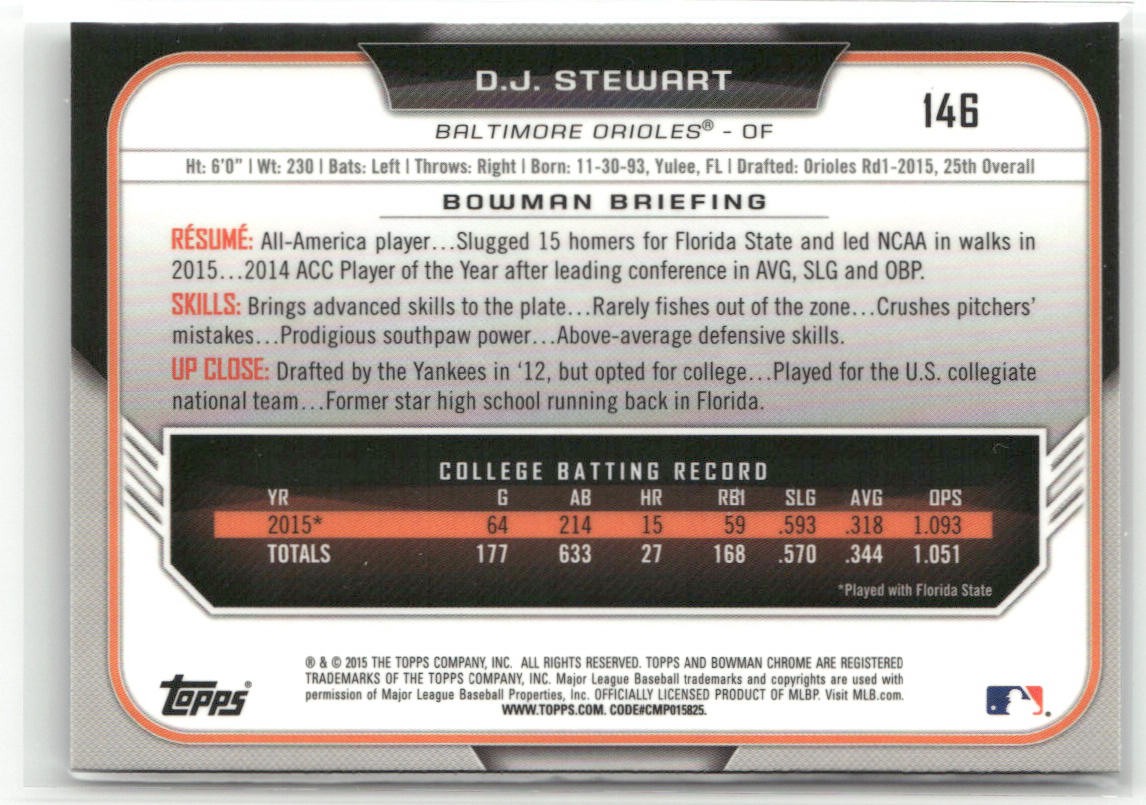 D.J. STEWART
146
BALTIMORE ORIOLES® - OF
Ht: 6'0" | Wt: 230 | Bats: Left | Throws: Right | Born: 11-30-93, Yulee, FL | Drafted: Orioles Rd1-2015, 25th Overall
BOWMAN BRIEFING
RÉSUMÉ: All-America player...Slugged 15 homers for Florida State and led NCAA in walks in
2015...2014 ACC Player of the Year after leading conference in AVG, SLG and OBP.
SKILLS: Brings advanced skills to the plate...Rarely fishes out of the zone...Crushes pitchers'
mistakes...Prodigious southpaw power...Above-average defensive skills.
UP CLOSE: Drafted by the Yankees in '12, but opted for college...Played for the U.S. collegiate
national team...Former star high school running back in Florida.
COLLEGE BATTING RECORD
YR G AB HR RBI SLG AVG OPS
2015* 64 214 15 59 .593 .318 1.093
TOTALS 177 633 27 168 .570 .344 1.051
*Played with Florida State
® & © 2015 THE TOPPS COMPANY, INC. ALL RIGHTS RESERVED. TOPPS AND BOWMAN CHROME ARE REGISTERED
TRADEMARKS OF THE TOPPS COMPANY, INC. Major League Baseball trademarks and copyrights are used with
permission of Major League Baseball Properties, Inc. OFFICIALLY LICENSED PRODUCT OF MLBP. Visit MLB.com.
WWW.TOPPS.COM. CODE#CMP015825.
Topps®